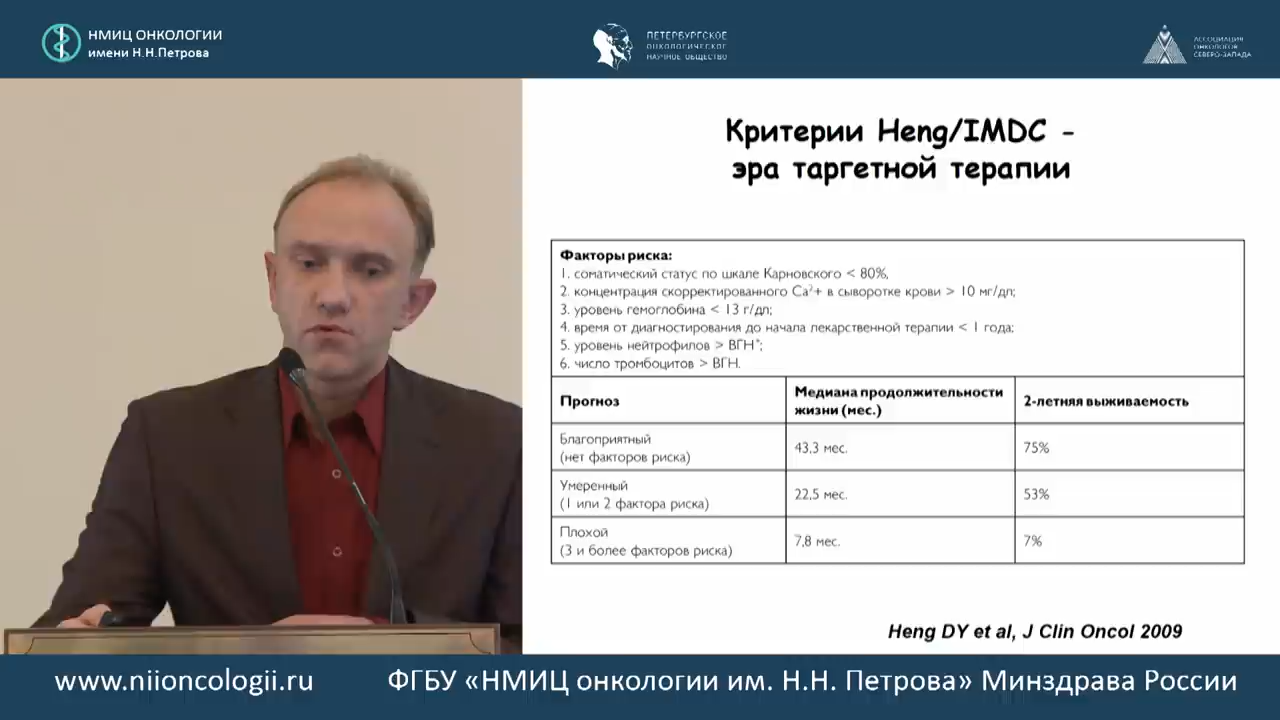 НМИЦ ОНКОЛОГИИ
имени Н.Н.Петрова
ПЕТЕРБУРГСКОЕ
ОНКОЛОГИЧЕСКОЕ
НАУЧНОЕ ОБЩЕСТВО
АССОЦИАЦИЯ
ОНКОЛОГОВ
СЕВЕРО-ЗАПАДА
Критерии Heng/IMDC -
эра таргетной терапии
Факторы риска:
1. соматический статус по шкале Карновского < 80%,
2. концентрация скорректированного Ca²+ в сыворотке крови > 10 мг/дл;
3. уровень гемоглобина < 13 г/дл;
4. время от диагностирования до начала лекарственной терапии < 1 года;
5. уровень нейтрофилов > ВГН*;
6. число тромбоцитов > ВГН.
Прогноз
Медиана продолжительности
жизни (мес.)
2-летняя выживаемость
Благоприятный
(нет факторов риска)
43,3 мес.
75%
Умеренный
(1 или 2 фактора риска)
22,5 мес.
53%
Плохой
(3 и более факторов риска)
7,8 мес.
7%
Heng DY et al, J Clin Oncol 2009
www.niioncologii.ru
ФГБУ «НМИЦ онкологии им. Н.Н. Петрова» Минздрава России